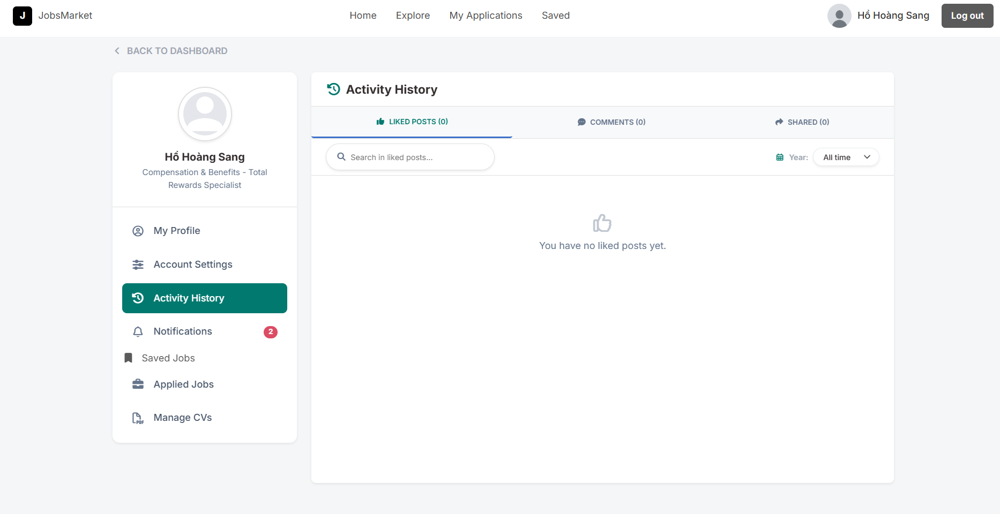 J JobsMarket Home Explore My Applications Saved Hồ Hoàng Sang Log out
BACK TO DASHBOARD
Hồ Hoàng Sang
Compensation & Benefits - Total
Rewards Specialist
My Profile
Account Settings
Activity History
Notifications 2
Saved Jobs
Applied Jobs
PDF Manage CVs
Activity History
LIKED POSTS (0) COMMENTS (0) SHARED (0)
Search in liked posts... Year: All time
You have no liked posts yet.